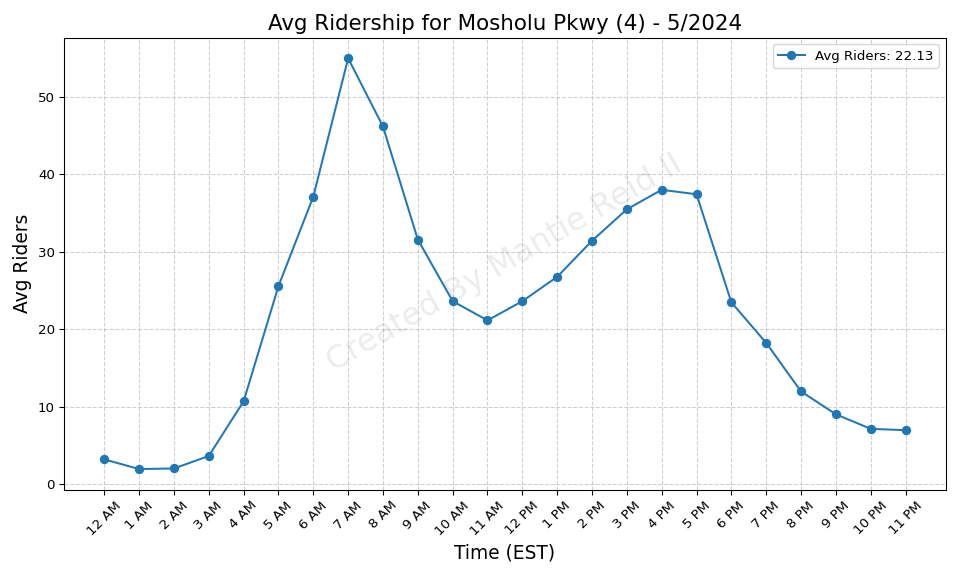 Avg Ridership for Mosholu Pkwy (4) - 5/2024
Avg Riders: 22.13
Avg Riders
50
40
30
20
10
0
Created By Mantie Reid II
12 AM
1 AM
2 AM
3 AM
4 AM
5 AM
6 AM
7 AM
8 AM
9 AM
10 AM
11 AM
12 PM
1 PM
2 PM
3 PM
4 PM
5 PM
6 PM
7 PM
8 PM
9 PM
10 PM
11 PM
Time (EST)